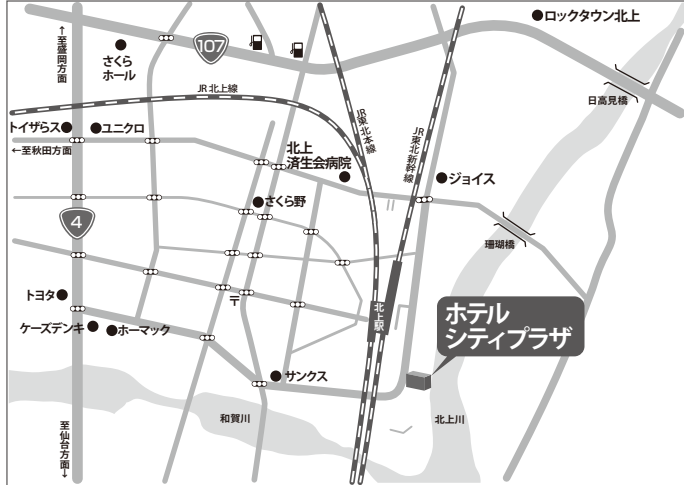 ロックタウン北上
←至盛岡方面
107
さくら
ホール
日高見橋
JR北上線
JR東北本線
JR東北新幹線
トイザらス
ユニクロ
←至秋田方面
北上
済生会病院
ジョイス
さくら野
4
珊瑚橋
トヨタ
〒
北上駅
ホテル
シティプラザ
ケーズデンキ
ホーマック
サンクス
和賀川
北上川
至仙台方面→